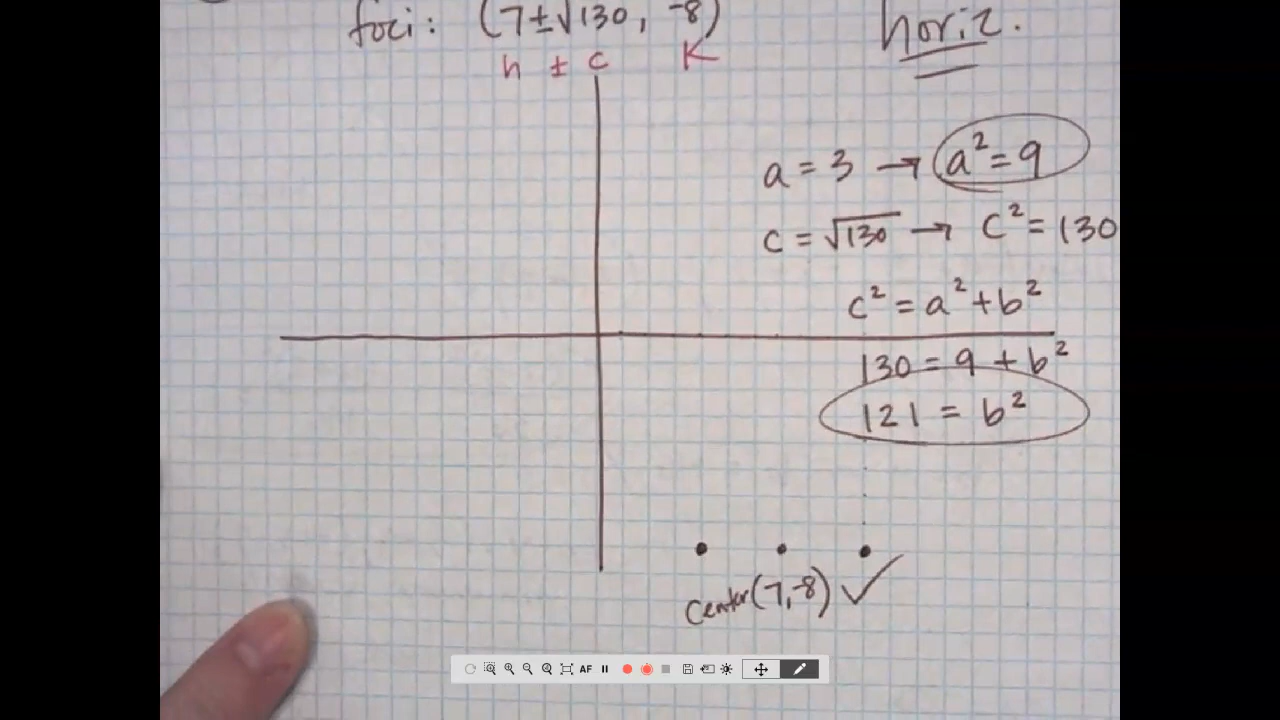 foci: (7±√130, -8)
horiz.
h ± c K
a = 3 → a² = 9
c = √130 → c² = 130
c² = a² + b²
130 = 9 + b²
121 = b²
Center (7, -8) ✓
AF